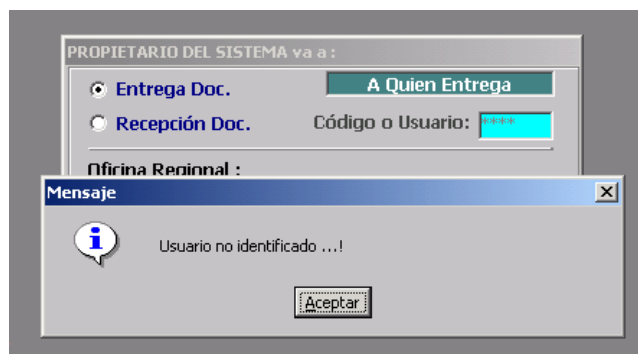 PROPIETARIO DEL SISTEMA va a :
Entrega Doc.
A Quien Entrega
Recepción Doc.
Código o Usuario: ****
Oficina Regional :
Mensaje
Usuario no identificado ...!
Aceptar